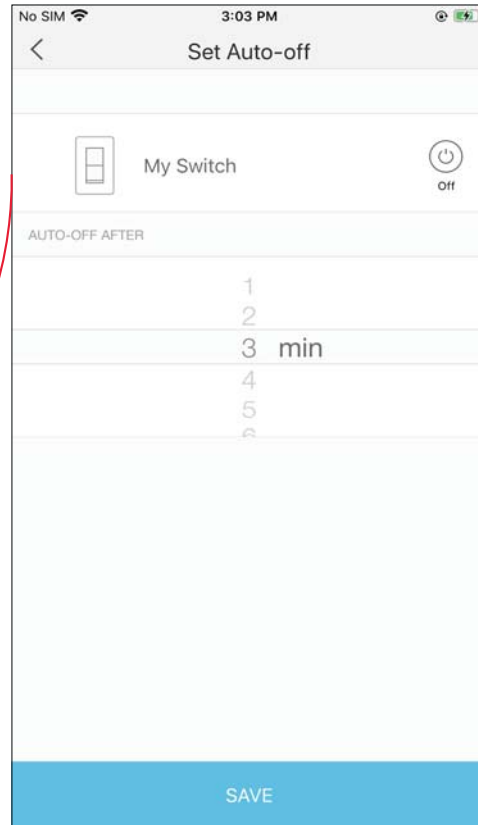 No SIM 3:03 PM
Set Auto-off
My Switch
Off
AUTO-OFF AFTER
1
2
3 min
4
5
6
SAVE